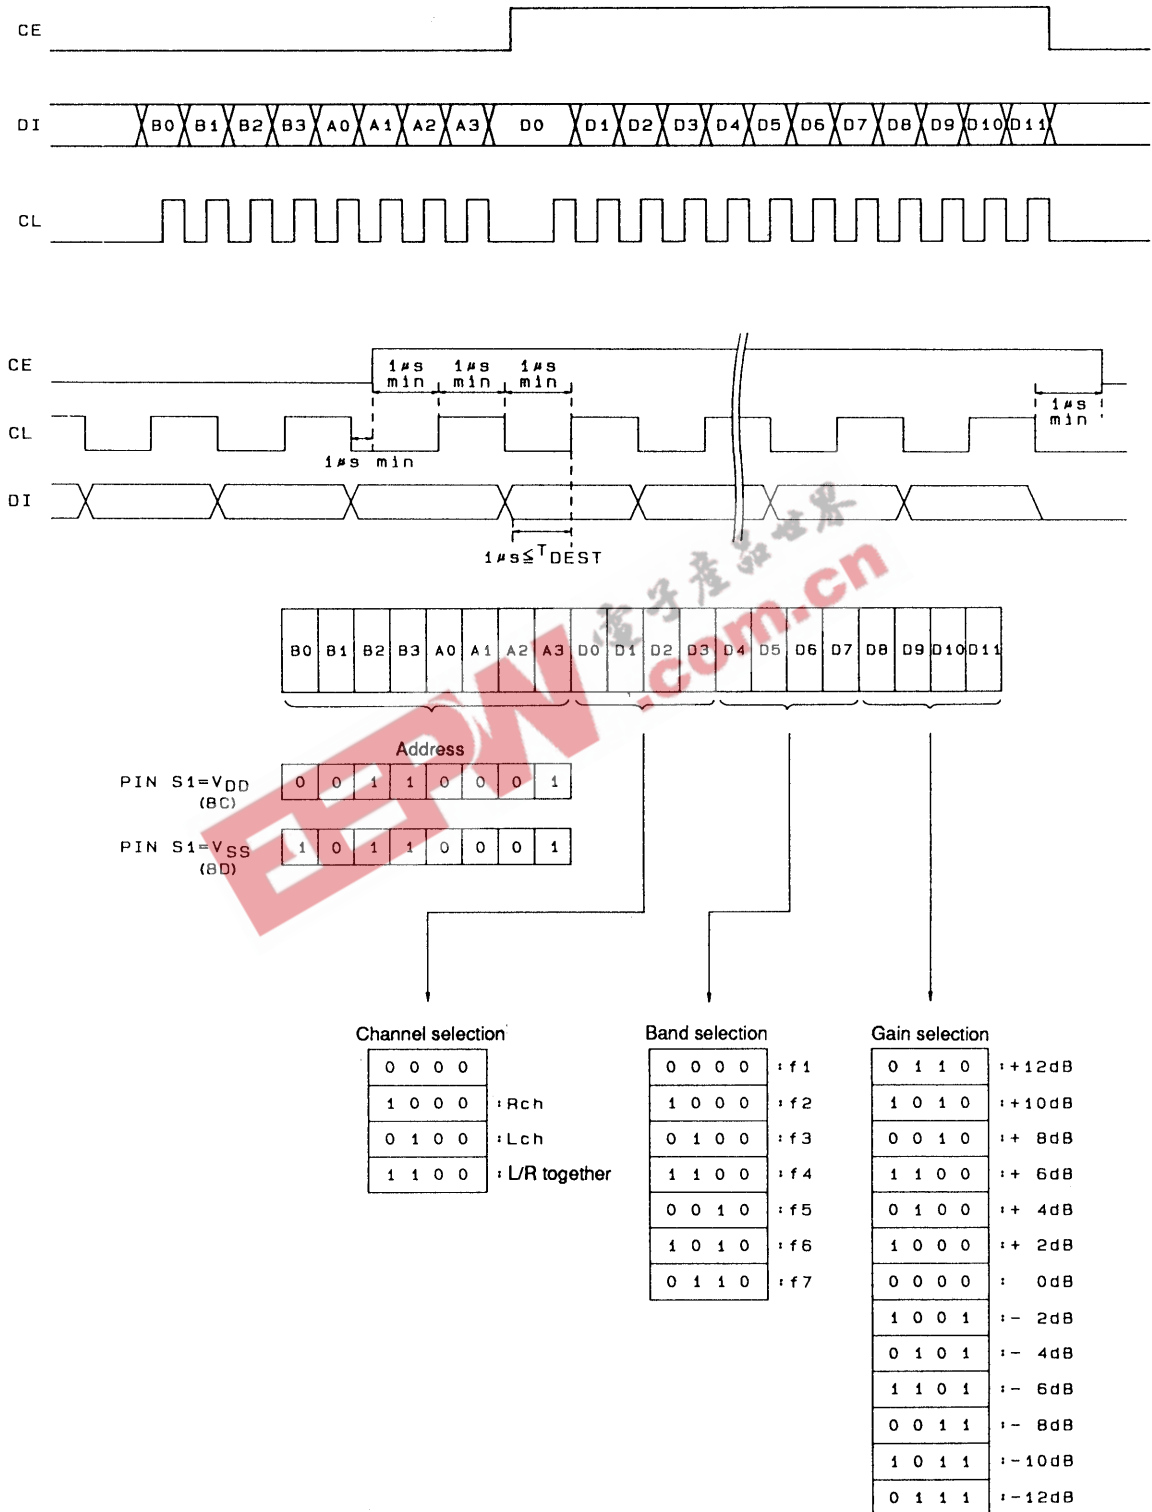 CE
DI B0 B1 B2 B3 A0 A1 A2 A3 D0 D1 D2 D3 D4 D5 D6 D7 D8 D9 D10 D11
CL
CE 1μs min 1μs min 1μs min 1μs min
CL
1μs min
DI
1μs≦TDEST
電子產品世界
EEPW.com.cn
B0 B1 B2 B3 A0 A1 A2 A3 D0 D1 D2 D3 D4 D5 D6 D7 D8 D9 D10 D11
Address
PIN S1=VDD 0 0 1 1 0 0 0 1
(8C)
PIN S1=VSS 1 0 1 1 0 0 0 1
(8D)
Channel selection
0 0 0 0
1 0 0 0 :Rch
0 1 0 0 :Lch
1 1 0 0 :L/R together
Band selection
0 0 0 0 :f1
1 0 0 0 :f2
0 1 0 0 :f3
1 1 0 0 :f4
0 0 1 0 :f5
1 0 1 0 :f6
0 1 1 0 :f7
Gain selection
0 1 1 0 :+12dB
1 0 1 0 :+10dB
0 0 1 0 :+ 8dB
1 1 0 0 :+ 6dB
0 1 0 0 :+ 4dB
1 0 0 0 :+ 2dB
0 0 0 0 : 0dB
1 0 0 1 :- 2dB
0 1 0 1 :- 4dB
1 1 0 1 :- 6dB
0 0 1 1 :- 8dB
1 0 1 1 :-10dB
0 1 1 1 :-12dB